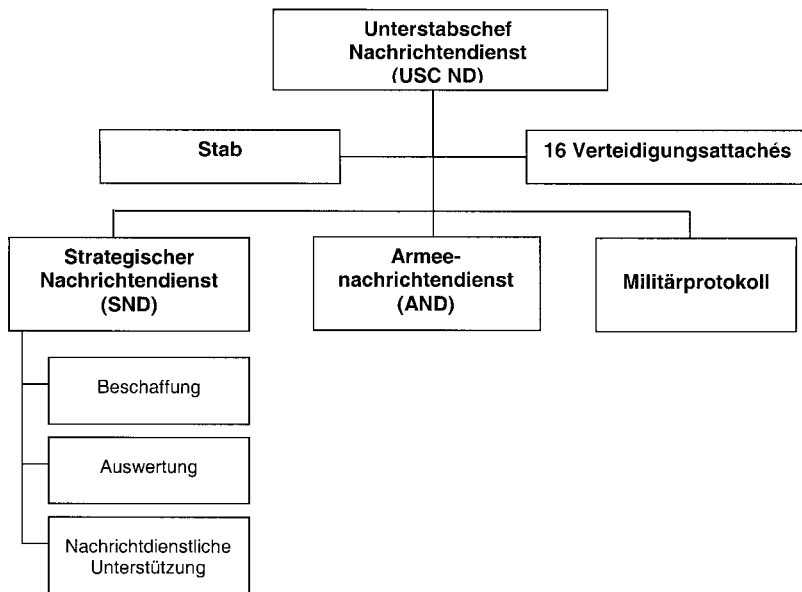 Unterstabschef
Nachrichtendienst
(USC ND)
Stab
16 Verteidigungsattachés
Strategischer
Nachrichtendienst
(SND)
Armee-
nachrichtendienst
(AND)
Militärprotokoll
Beschaffung
Auswertung
Nachrichtdienstliche
Unterstützung